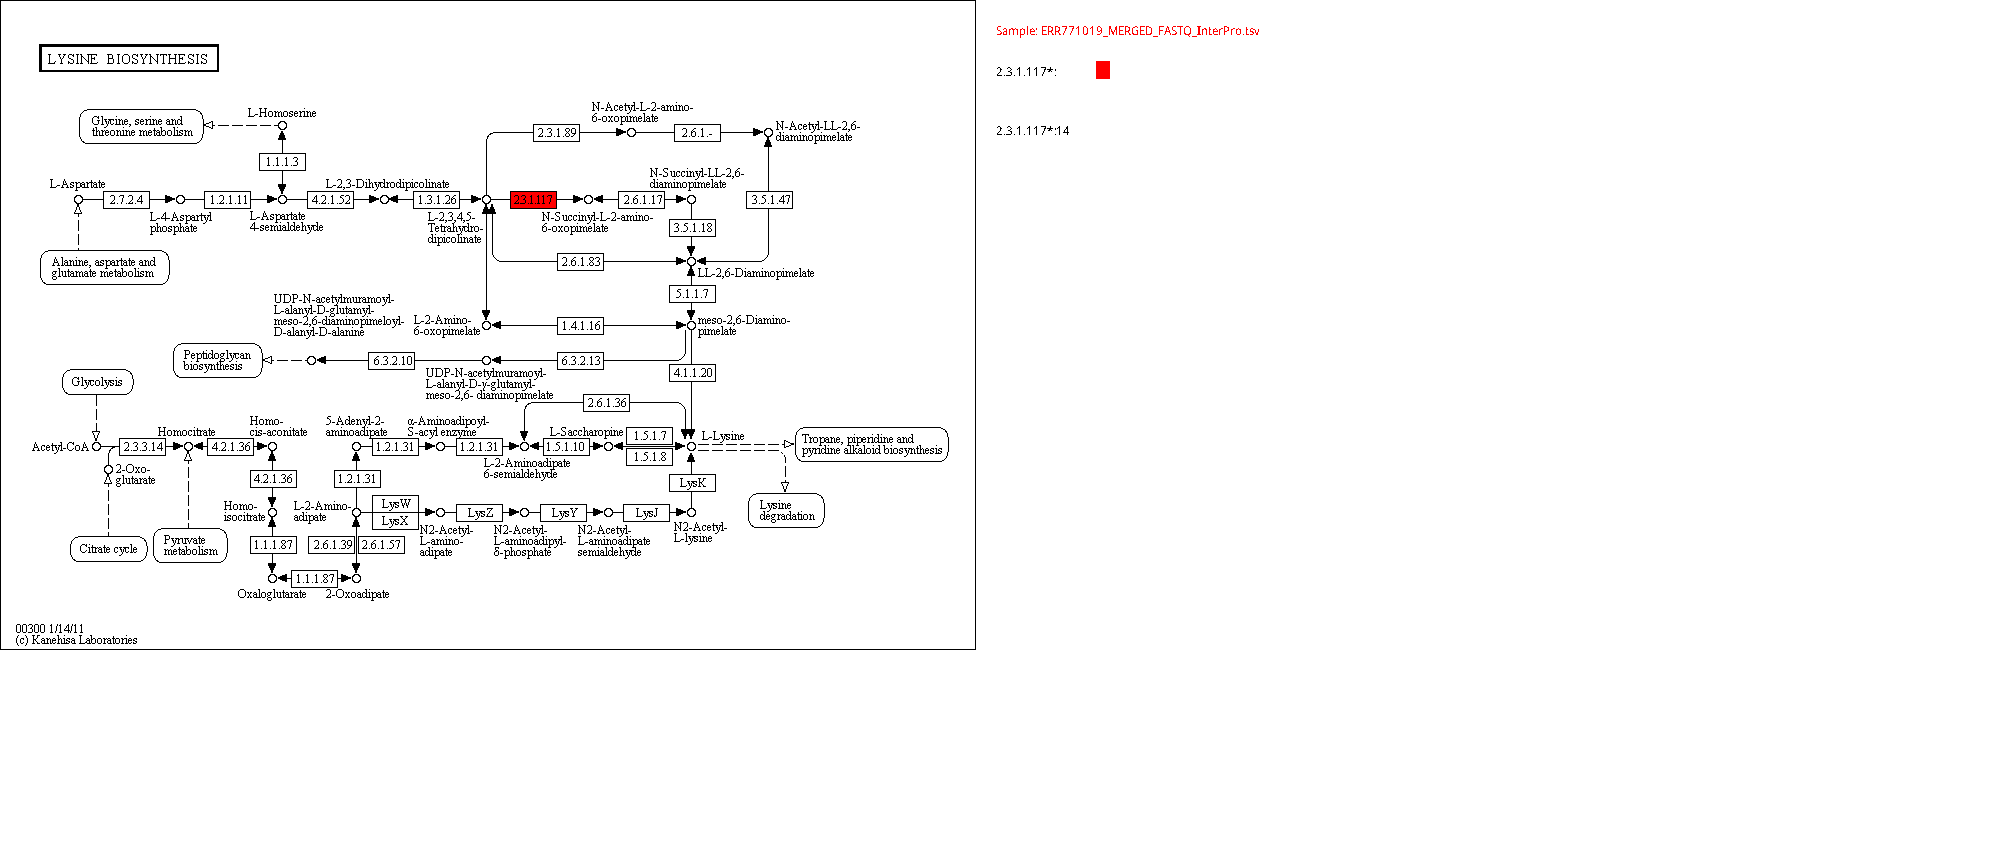 LYSINE BIOSYNTHESIS
Sample: ERR771019_MERGED_FASTQ_InterPro.tsv
2.3.1.117*:
2.3.1.117*:14
Glycine, serine and
threonine metabolism
L-Homoserine
1.1.1.3
N-Acetyl-L-2-amino-
6-oxopimelate
2.3.1.89
2.6.1.-
N-Acetyl-LL-2,6-
diaminopimelate
L-Aspartate
2.7.2.4
L-4-Aspartyl
phosphate
1.2.1.11
L-Aspartate
4-semialdehyde
4.2.1.52
L-2,3-Dihydrodipicolinate
1.3.1.26
L-2,3,4,5-
Tetrahydro-
dipicolinate
2.3.1.117
N-Succinyl-L-2-amino-
6-oxopimelate
2.6.1.17
N-Succinyl-LL-2,6-
diaminopimelate
3.5.1.47
3.5.1.18
Alanine, aspartate and
glutamate metabolism
2.6.1.83
LL-2,6-Diaminopimelate
5.1.1.7
UDP-N-acetylmuramoyl-
L-alanyl-D-glutamyl-
meso-2,6-diaminopimeloyl-
D-alanyl-D-alanine
L-2-Amino-
6-oxopimelate
1.4.1.16
meso-2,6-Diamino-
pimelate
Peptidoglycan
biosynthesis
6.3.2.10
6.3.2.13
UDP-N-acetylmuramoyl-
L-alanyl-D-γ-glutamyl-
meso-2,6- diaminopimelate
4.1.1.20
Glycolysis
2.6.1.36
Acetyl-CoA
2.3.3.14
Homocitrate
4.2.1.36
Homo-
cis-aconitate
5-Adenyl-2-
aminoadipate
1.2.1.31
α-Aminoadipoyl-
S-acyl enzyme
1.2.1.31
L-2-Aminoadipate
6-semialdehyde
1.5.1.10
L-Saccharopine
1.5.1.7
1.5.1.8
L-Lysine
Tropane, piperidine and
pyridine alkaloid biosynthesis
2-Oxo-
glutarate
4.2.1.36
1.2.1.31
LysK
Homo-
isocitrate
L-2-Amino-
adipate
LysW
LysX
N2-Acetyl-
L-amino-
adipate
LysZ
N2-Acetyl-
L-aminoadipyl-
δ-phosphate
LysY
N2-Acetyl-
L-aminoadipate
semialdehyde
LysJ
N2-Acetyl-
L-lysine
Lysine
degradation
Citrate cycle
Pyruvate
metabolism
1.1.1.87
2.6.1.39
2.6.1.57
1.1.1.87
Oxaloglutarate
2-Oxoadipate
00300 1/14/11
(c) Kanehisa Laboratories